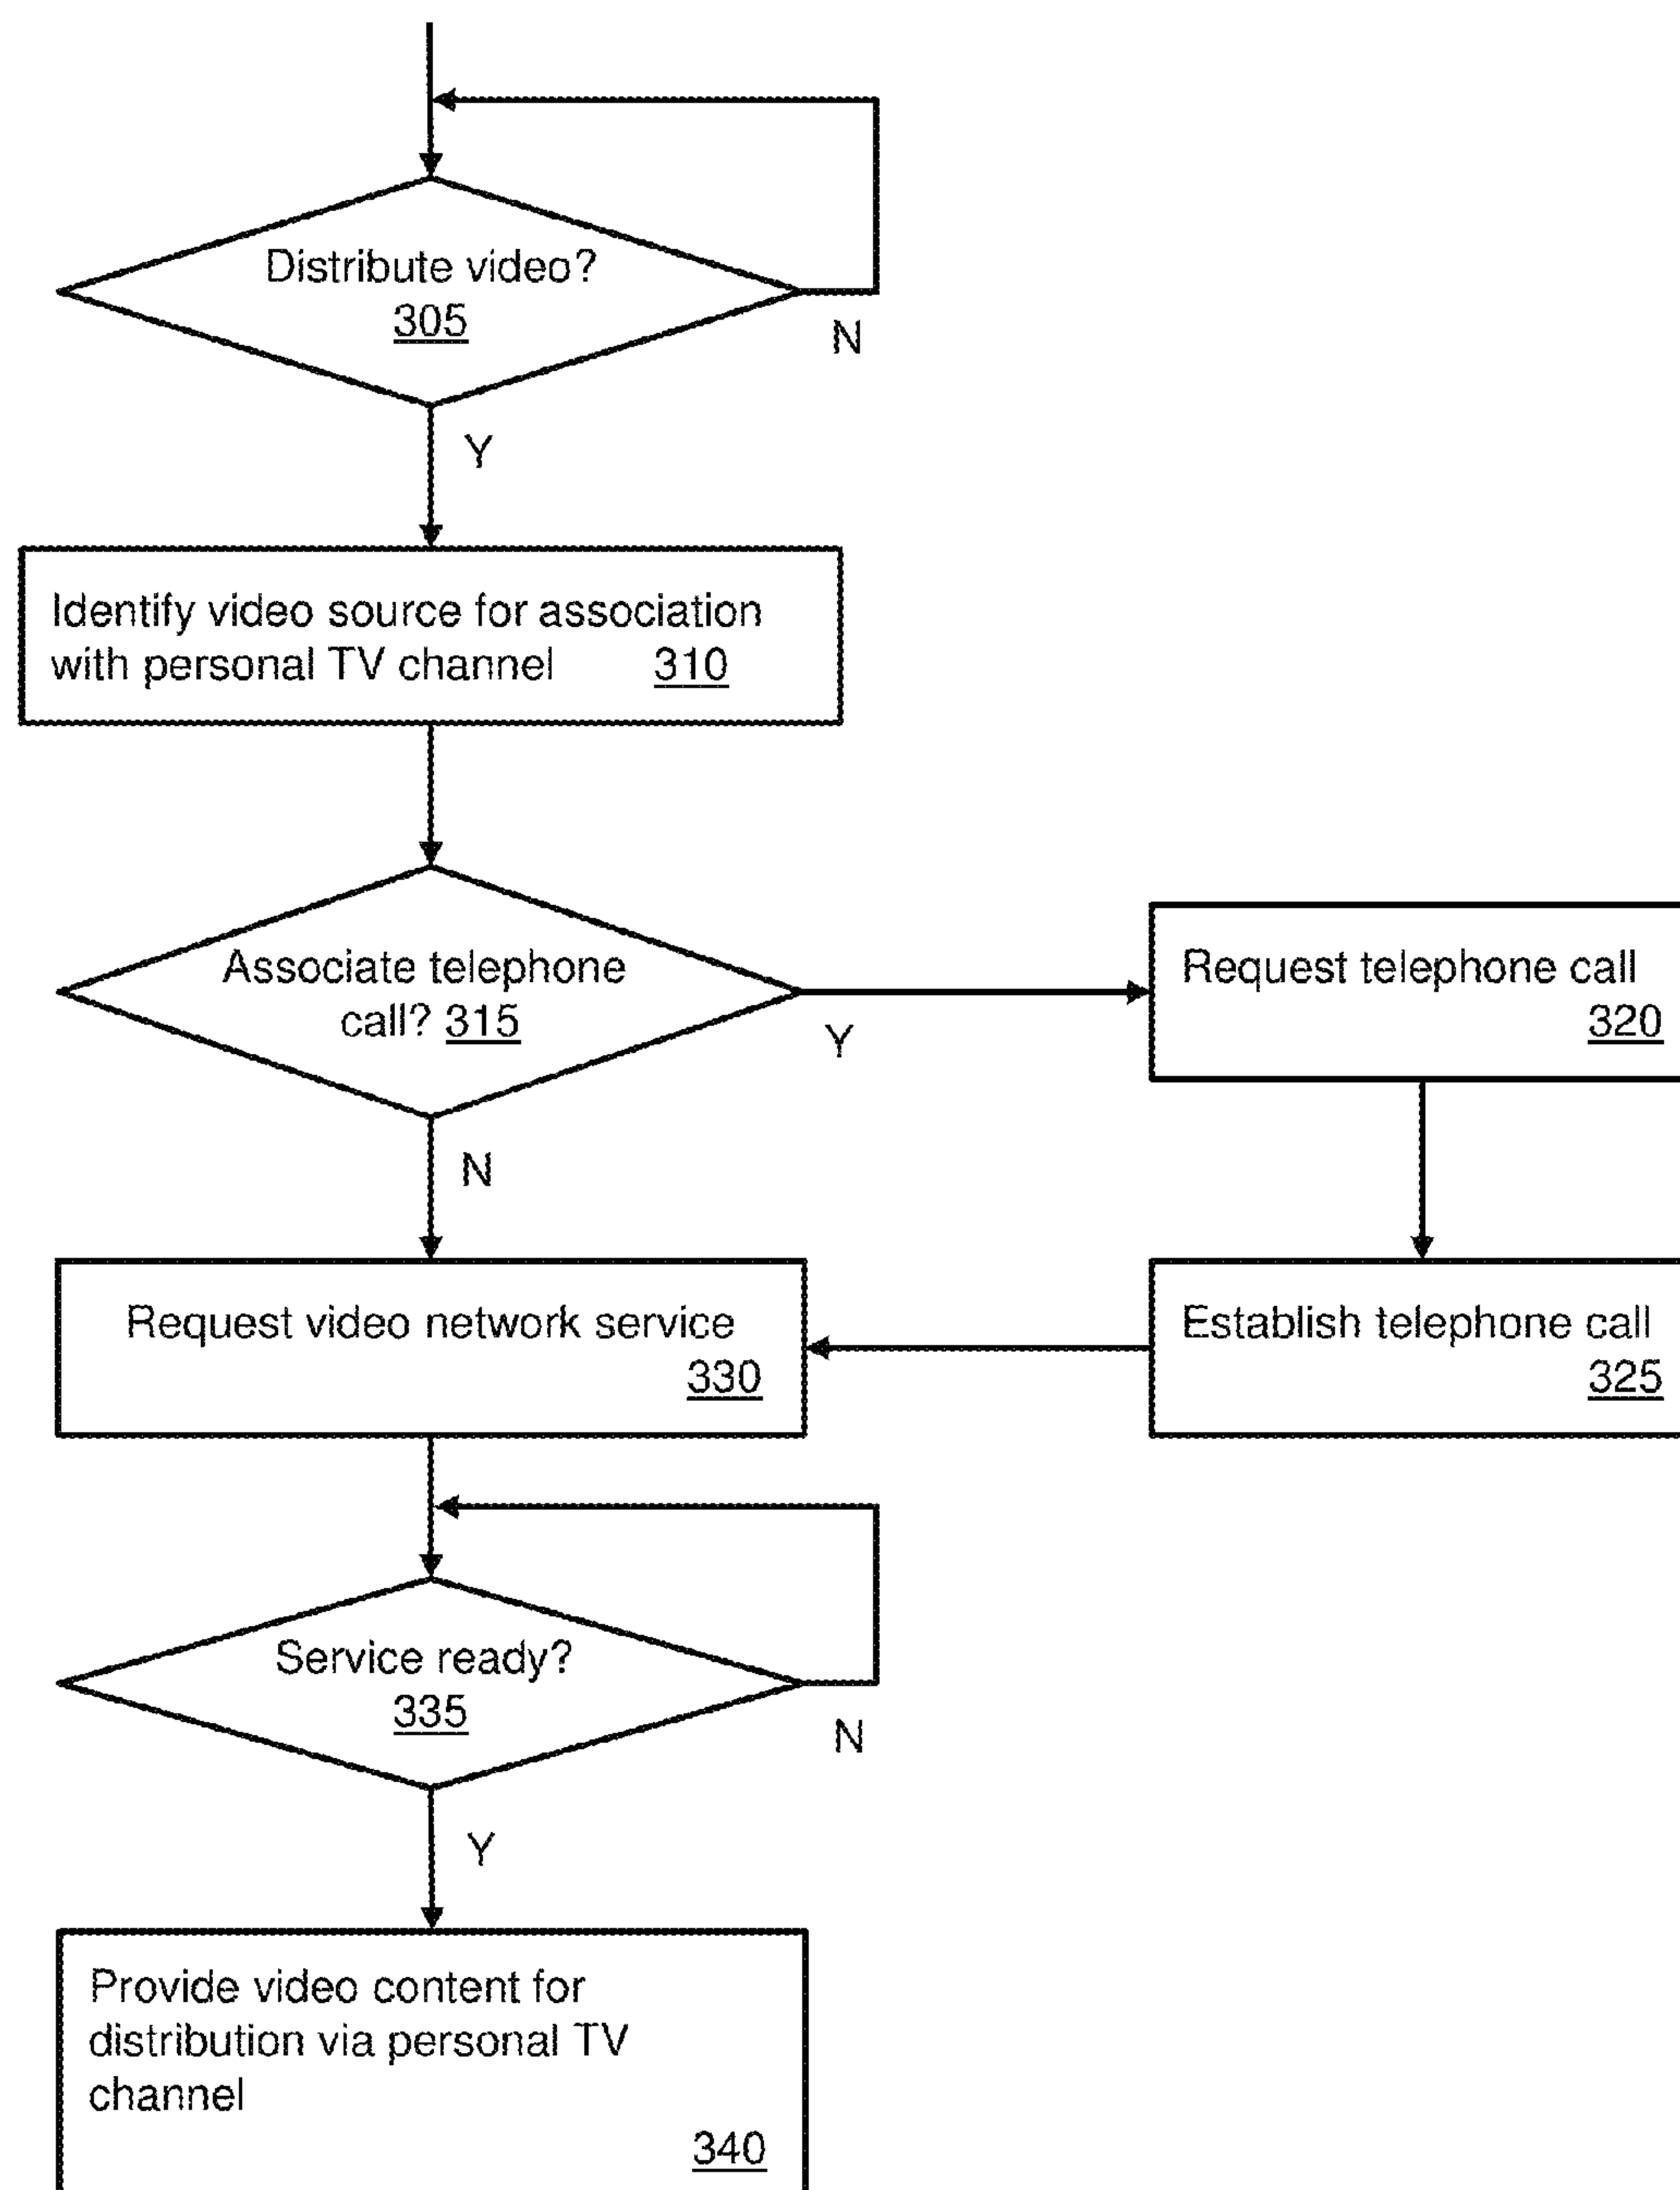 Distribute video?
305
N
Y
Identify video source for association
with personal TV channel 310
Associate telephone
call? 315
Y
N
Request telephone call
320
Establish telephone call
325
Request video network service
330
Service ready?
335
N
Y
Provide video content for
distribution via personal TV
channel
340